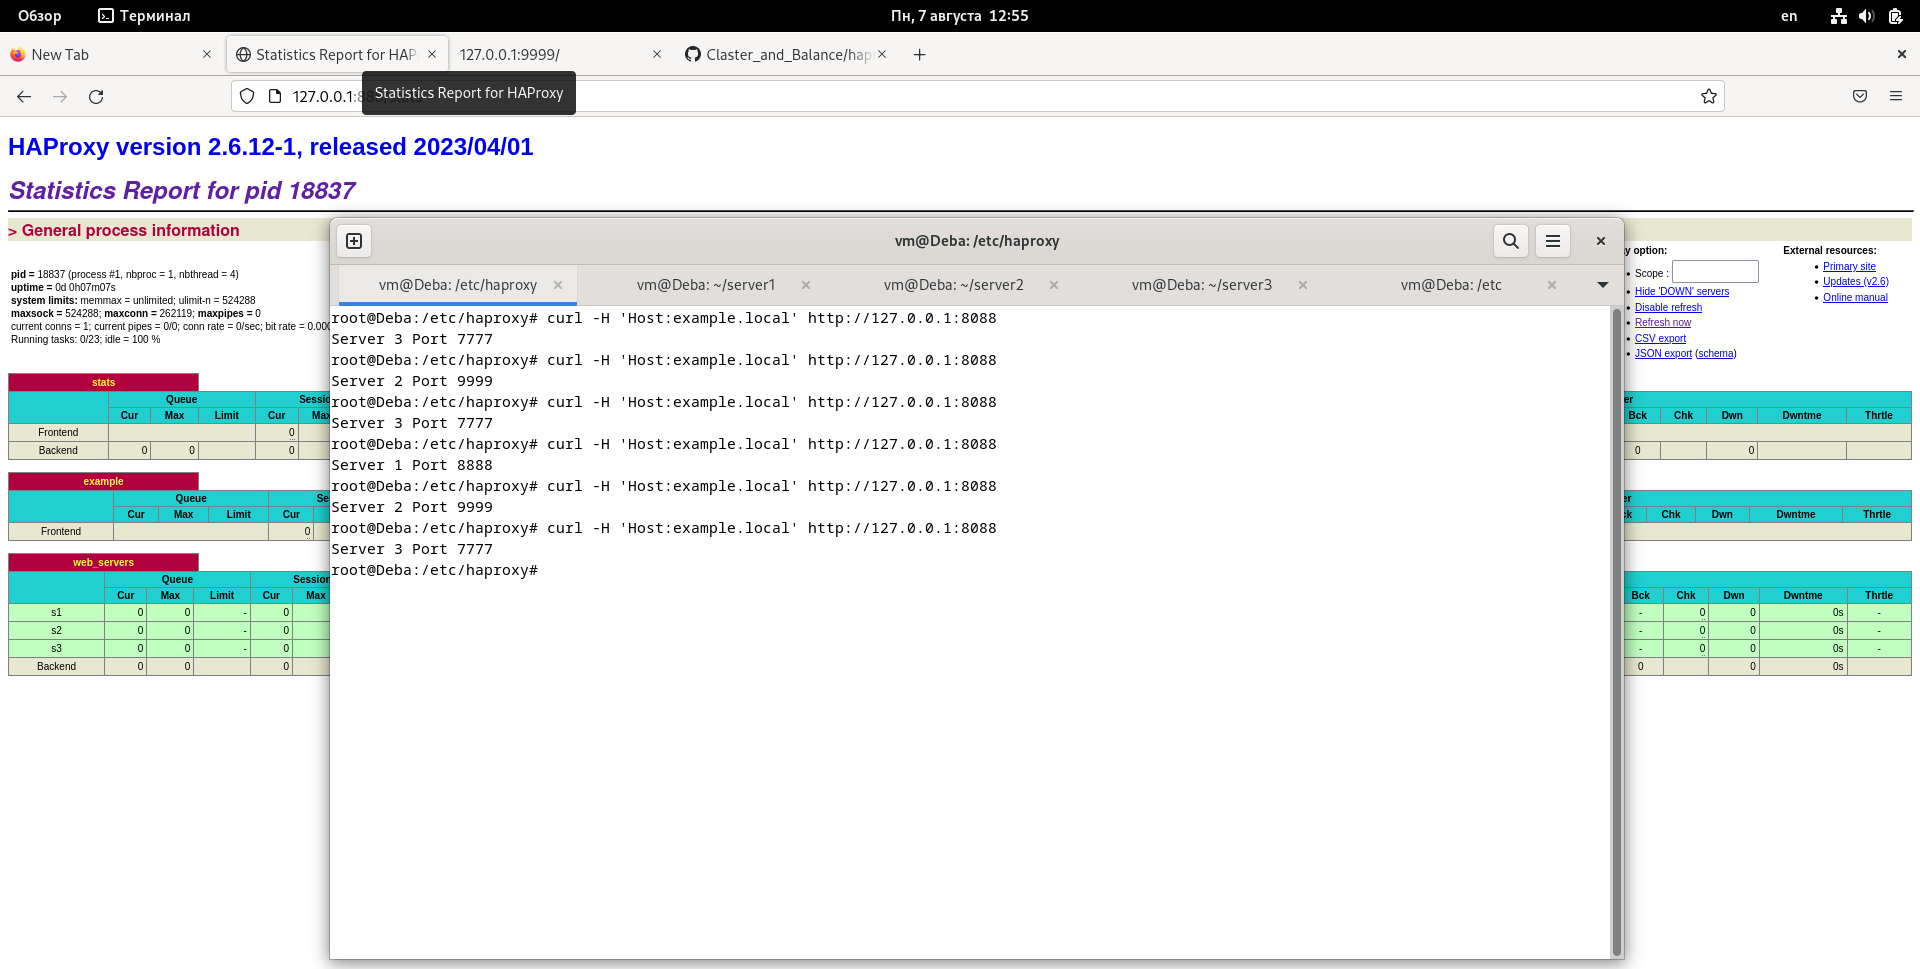 Обзор Терминал Пн, 7 августа 12:55 en
New Tab Statistics Report for HAP 127.0.0.1:9999/ Claster_and_Balance/hap
127.0.0.1:
Statistics Report for HAProxy
HAProxy version 2.6.12-1, released 2023/04/01
Statistics Report for pid 18837
> General process information
pid = 18837 (process #1, nbproc = 1, nbthread = 4)
uptime = 0d 0h07m07s
system limits: memmax = unlimited; ulimit-n = 524288
maxsock = 524288; maxconn = 262119; maxpipes = 0
current conns = 1; current pipes = 0/0; conn rate = 0/sec; bit rate = 0.000
Running tasks: 0/23; idle = 100 %
y option:
Scope :
Hide 'DOWN' servers
Disable refresh
Refresh now
CSV export
JSON export (schema)
External resources:
Primary site
Updates (v2.6)
Online manual
vm@Deba: /etc/haproxy
vm@Deba: /etc/haproxy vm@Deba: ~/server1 vm@Deba: ~/server2 vm@Deba: ~/server3 vm@Deba: /etc
root@Deba:/etc/haproxy# curl -H 'Host:example.local' http://127.0.0.1:8088
Server 3 Port 7777
root@Deba:/etc/haproxy# curl -H 'Host:example.local' http://127.0.0.1:8088
Server 2 Port 9999
root@Deba:/etc/haproxy# curl -H 'Host:example.local' http://127.0.0.1:8088
Server 3 Port 7777
root@Deba:/etc/haproxy# curl -H 'Host:example.local' http://127.0.0.1:8088
Server 1 Port 8888
root@Deba:/etc/haproxy# curl -H 'Host:example.local' http://127.0.0.1:8088
Server 2 Port 9999
root@Deba:/etc/haproxy# curl -H 'Host:example.local' http://127.0.0.1:8088
Server 3 Port 7777
root@Deba:/etc/haproxy#
stats
Queue Session er
Cur Max Limit Cur Max Bck Chk Dwn Dwntme Thrtle
Frontend 0
Backend 0 0 0 0 0
example
Queue Se er
Cur Max Limit Cur ck Chk Dwn Dwntme Thrtle
Frontend 0
web_servers
Queue Session
Cur Max Limit Cur Max Bck Chk Dwn Dwntme Thrtle
s1 0 0 - 0 - 0 0 0s -
s2 0 0 - 0 - 0 0 0s -
s3 0 0 - 0 - 0 0 0s -
Backend 0 0 0 0 0 0s